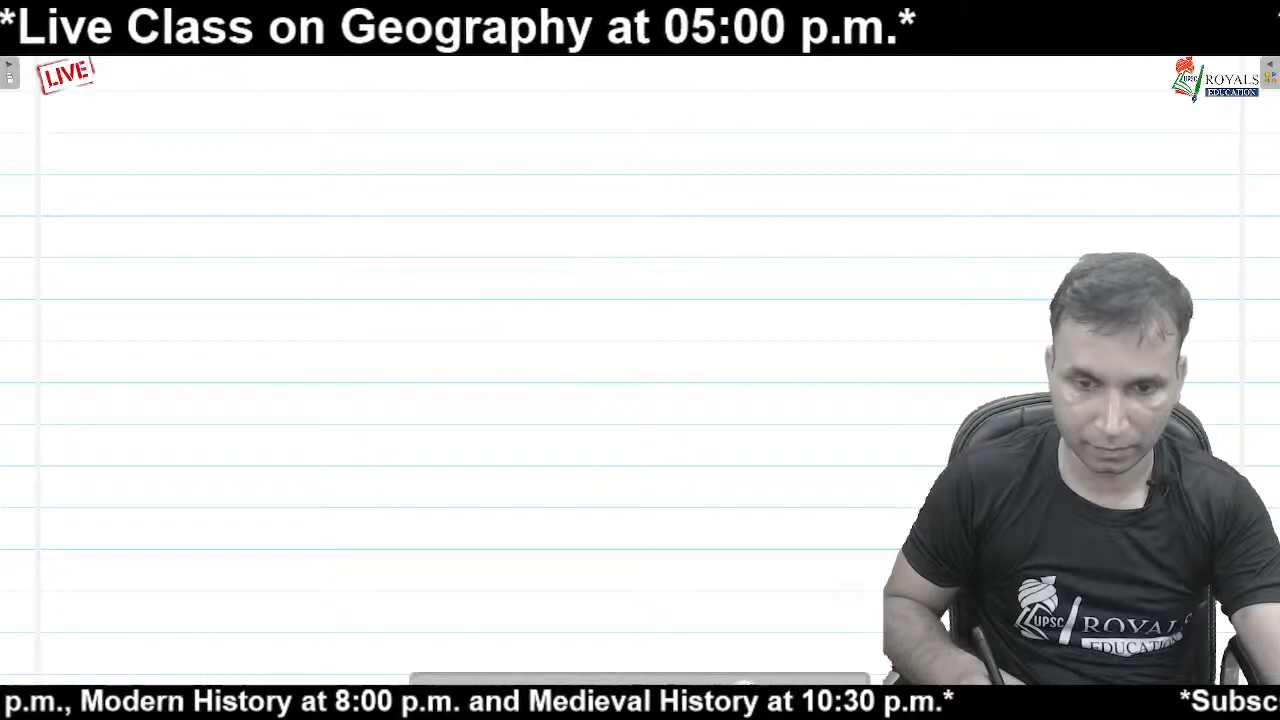 *Live Class on Geography at 05:00 p.m.*
LIVE
UPSC ROYALS
EDUCATION
UPSC ROYALS
EDUCATION
p.m., Modern History at 8:00 p.m. and Medieval History at 10:30 p.m.* *Subsc